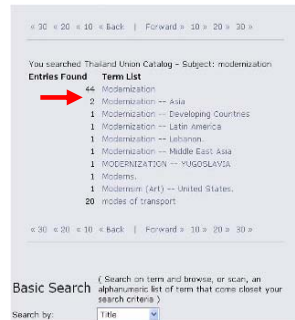 « 30 « 20 « 10 « Back | Forward » 10 » 20 » 30 »
You searched Thailand Union Catalog - Subject: modernization
Entries Found Term List
44 Modernization
2 Modernization -- Asia
1 Modernization -- Developing Countries
1 Modernization -- Latin America
1 Modernization -- Lebanon.
1 Modernization -- Middle East Asia
1 MODERNIZATION -- YUGOSLAVIA
1 Moderns.
1 Modernsim (Art) -- United States.
20 modes of transport
« 30 « 20 « 10 « Back | Forward » 10 » 20 » 30 »
Basic Search ( Search on term and browse, or scan, an
alphanumeric list of term that come closet your
search criteria )
Search by: Title